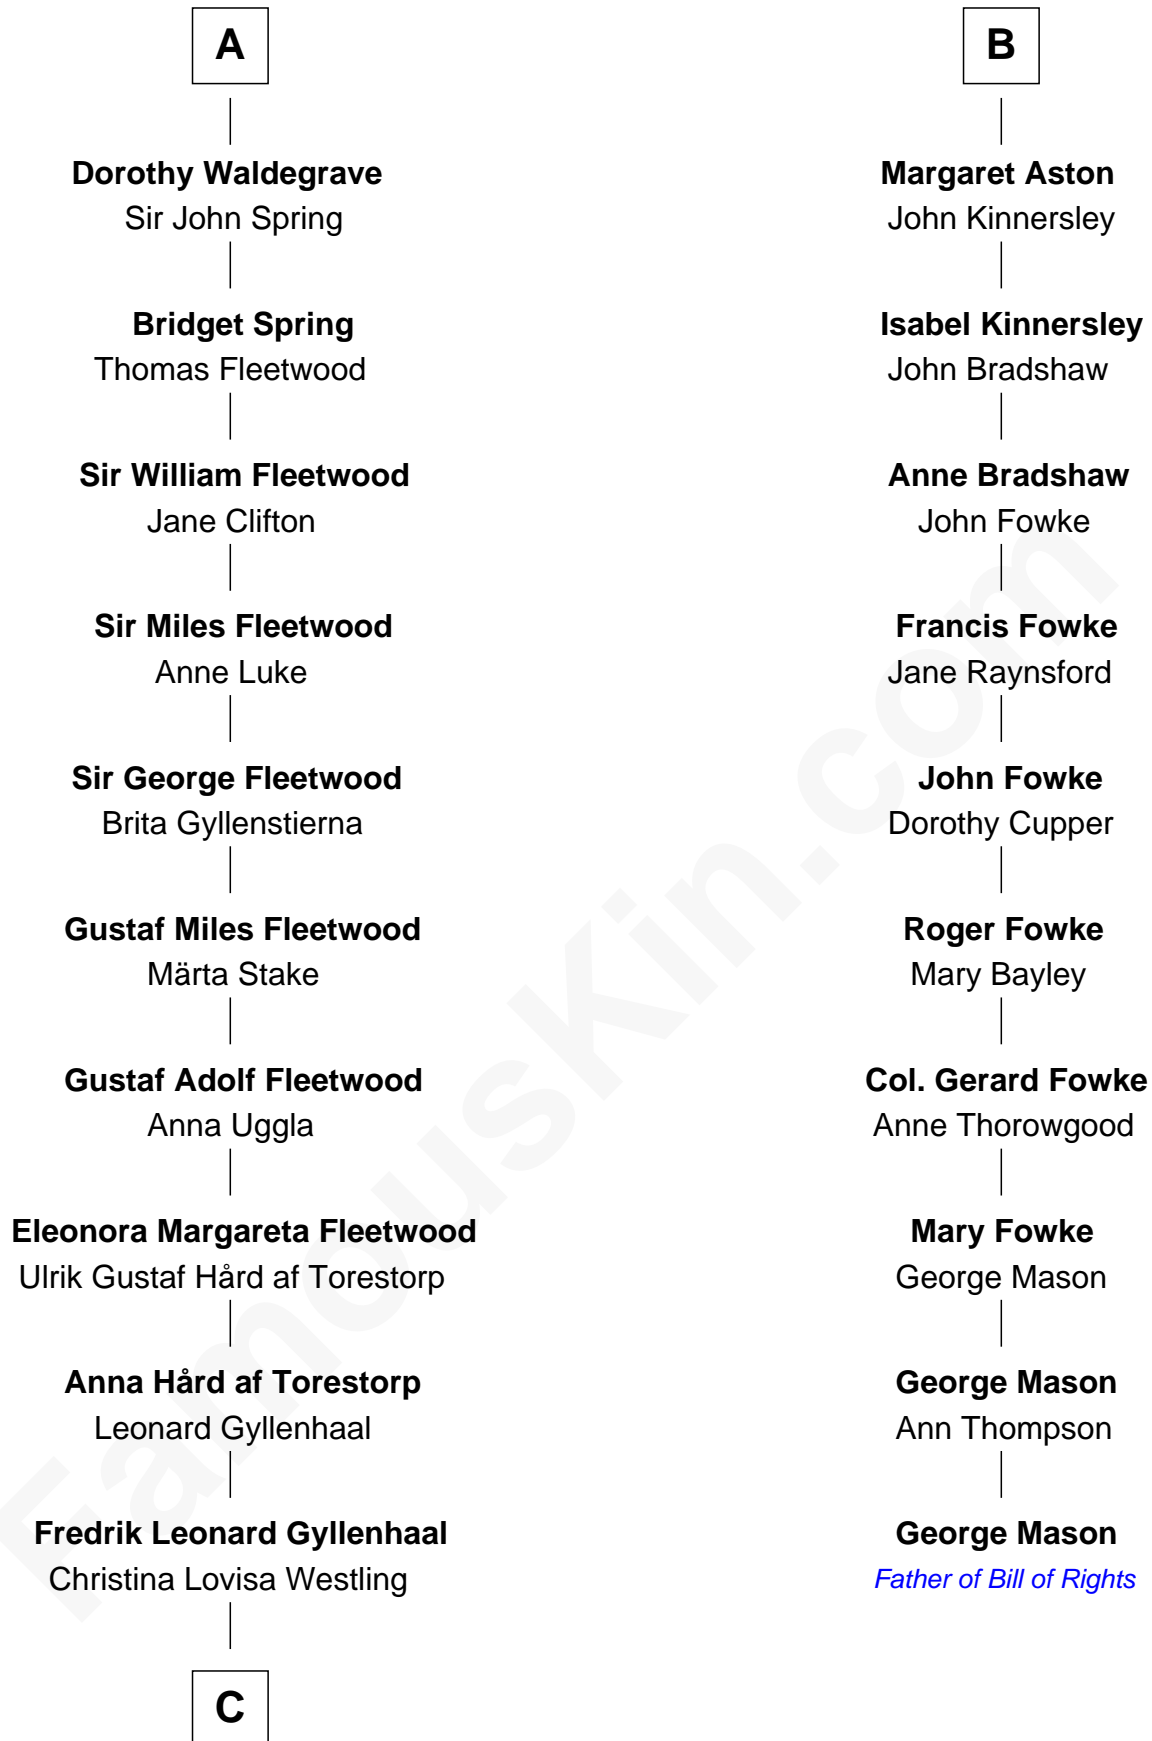 A
Dorothy Waldegrave
Sir John Spring
Bridget Spring
Thomas Fleetwood
Sir William Fleetwood
Jane Clifton
Sir Miles Fleetwood
Anne Luke
Sir George Fleetwood
Brita Gyllenstierna
Gustaf Miles Fleetwood
Märta Stake
Gustaf Adolf Fleetwood
Anna Uggla
Eleonora Margareta Fleetwood
Ulrik Gustaf Hård af Torestorp
Anna Hård af Torestorp
Leonard Gyllenhaal
Fredrik Leonard Gyllenhaal
Christina Lovisa Westling
C
B
Margaret Aston
John Kinnersley
Isabel Kinnersley
John Bradshaw
Anne Bradshaw
John Fowke
Francis Fowke
Jane Raynsford
John Fowke
Dorothy Cupper
Roger Fowke
Mary Bayley
Col. Gerard Fowke
Anne Thorowgood
Mary Fowke
George Mason
George Mason
Ann Thompson
George Mason
Father of Bill of Rights
FamousKin.com